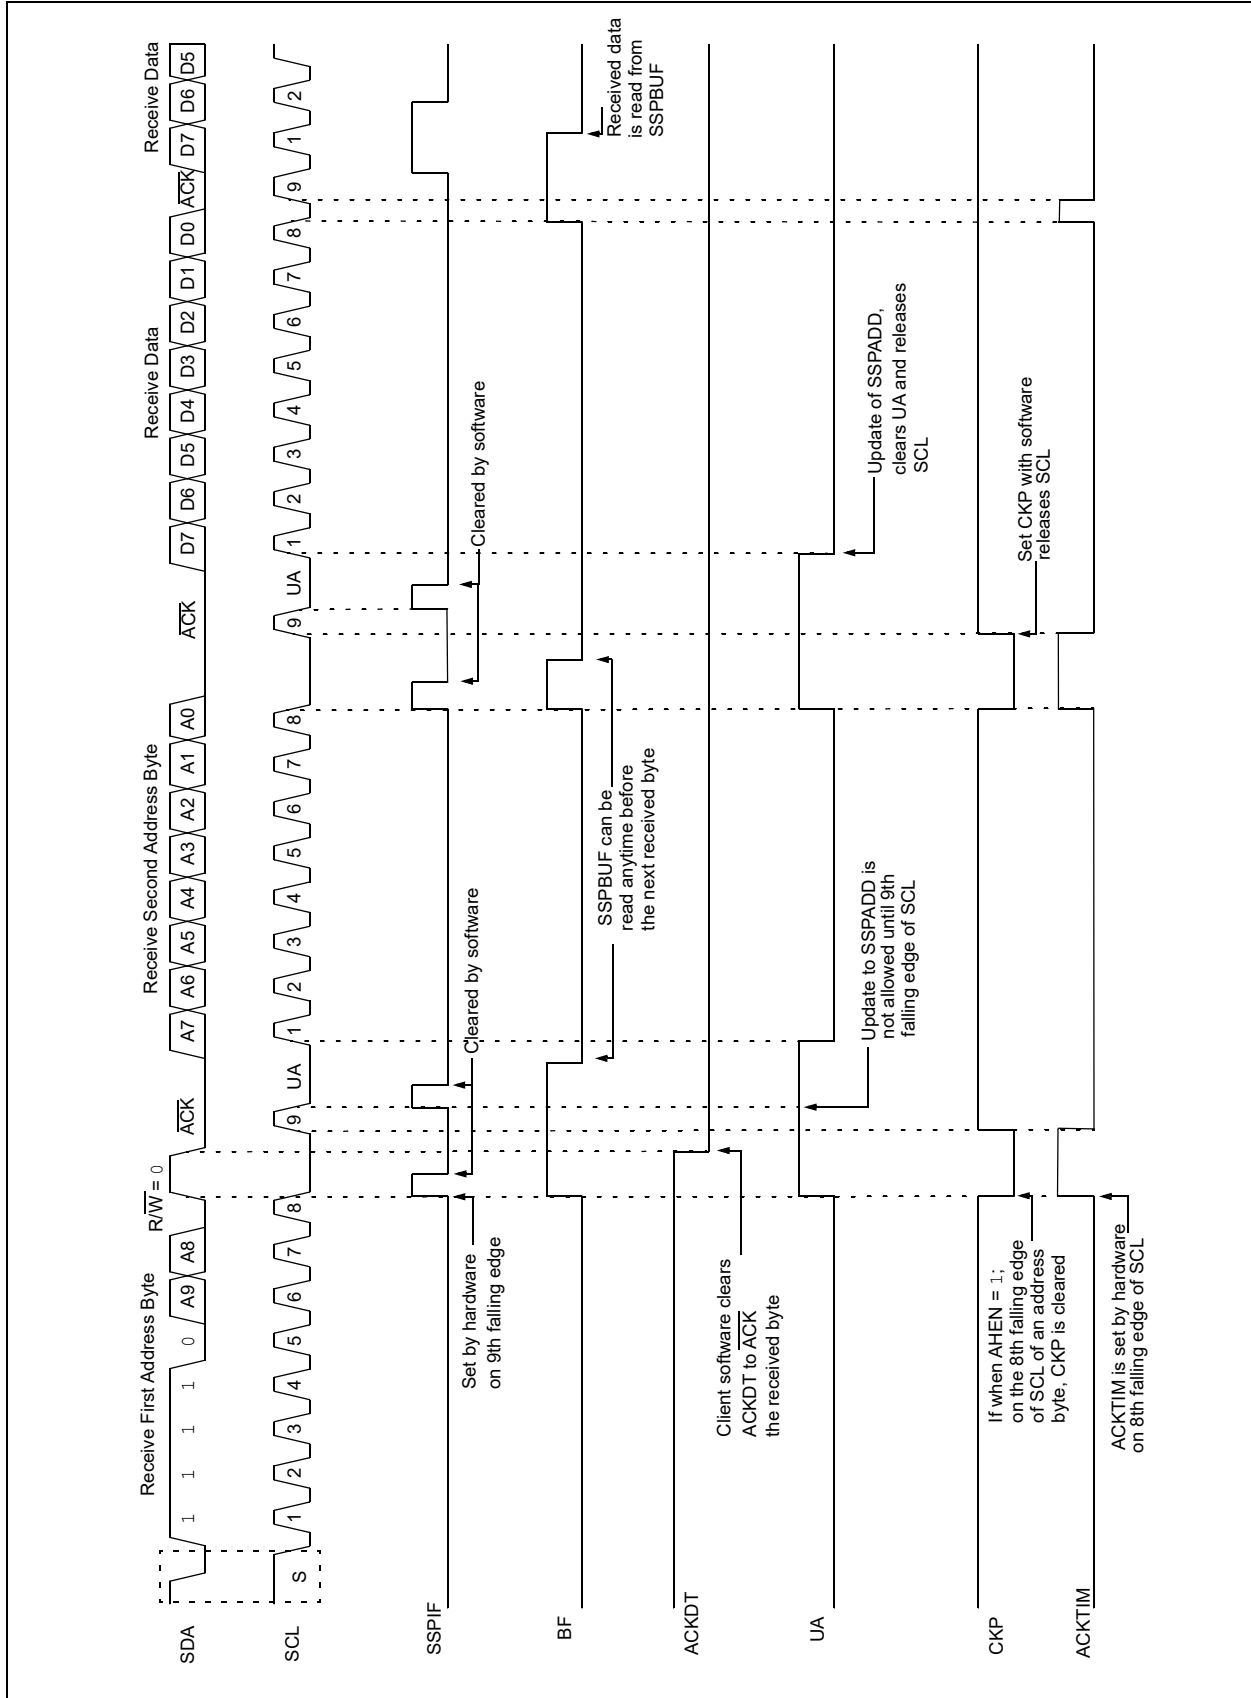 Receive First Address Byte
Receive Second Address Byte
Receive Data
Receive Data
R/W = 0
ACK
ACK
ACK
SDA
1 1 1 1 0 A9 A8
A7 A6 A5 A4 A3 A2 A1 A0
D7 D6 D5 D4 D3 D2 D1 D0
D7 D6 D5
SCL
S
1 2 3 4 5 6 7 8 9 UA
1 2 3 4 5 6 7 8 9 UA
1 2 3 4 5 6 7 8 9
1 2
SSPIF
Set by hardware
on 9th falling edge
Cleared by software
Cleared by software
BF
SSPBUF can be
read anytime before
the next received byte
Received data
is read from
SSPBUF
ACKDT
Client software clears
ACKDT to ACK
the received byte
UA
Update to SSPADD is
not allowed until 9th
falling edge of SCL
Update of SSPADD,
clears UA and releases
SCL
CKP
If when AHEN = 1;
on the 8th falling edge
of SCL of an address
byte, CKP is cleared
Set CKP with software
releases SCL
ACKTIM
ACKTIM is set by hardware
on 8th falling edge of SCL